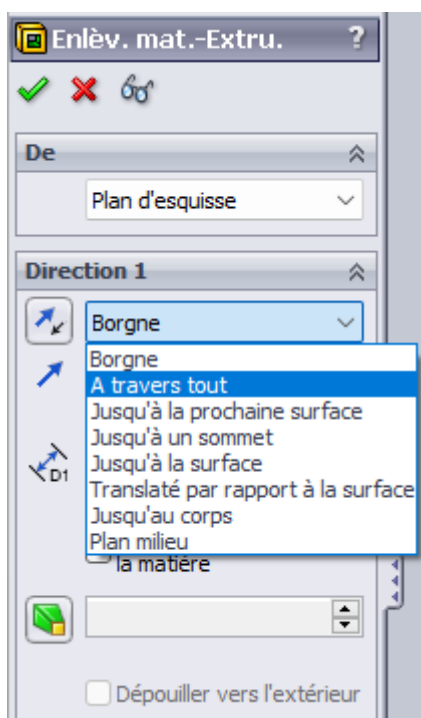 Enlèv. mat.-Extru. ?
De
Plan d'esquisse
Direction 1
Borgne
Borgne
A travers tout
Jusqu'à la prochaine surface
Jusqu'à un sommet
Jusqu'à la surface
D1
Translaté par rapport à la surface
Jusqu'au corps
Plan milieu
la matière
Dépouiller vers l'extérieur